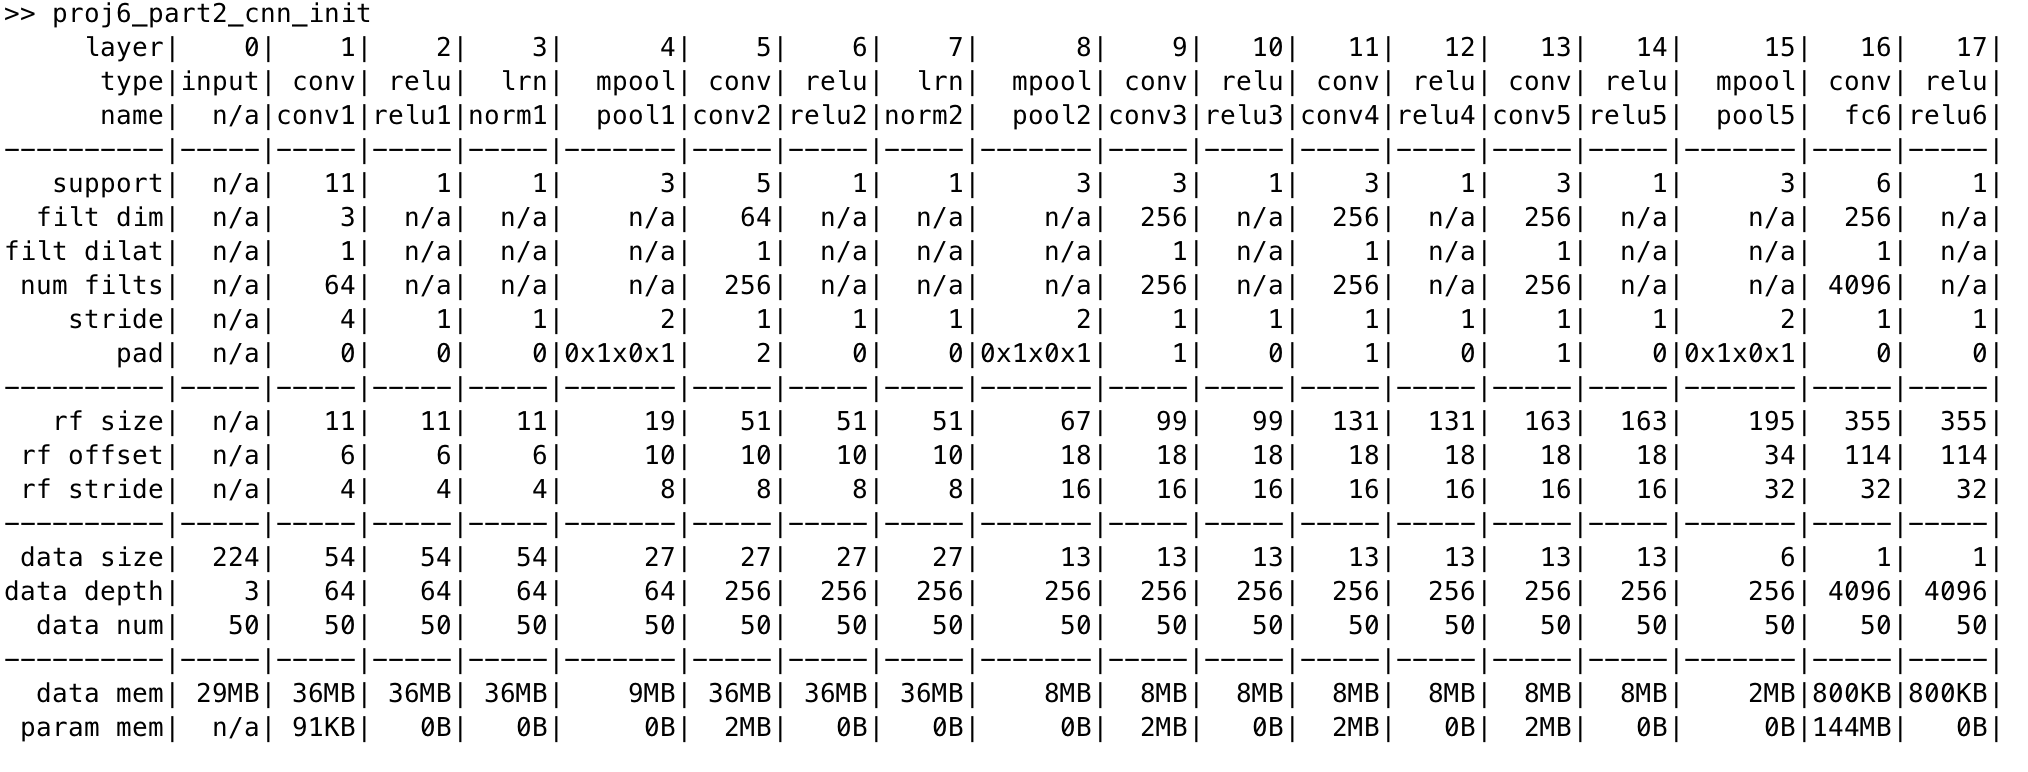 >> proj6_part2_cnn_init
     layer|    0|    1|    2|    3|      4|    5|    6|    7|      8|    9|   10|   11|   12|   13|   14|     15|   16|   17|
      type|input| conv| relu|  lrn|  mpool| conv| relu|  lrn|  mpool| conv| relu| conv| relu| conv| relu|  mpool| conv| relu|
      name|  n/a|conv1|relu1|norm1|  pool1|conv2|relu2|norm2|  pool2|conv3|relu3|conv4|relu4|conv5|relu5|  pool5|  fc6|relu6|
----------|-----|-----|-----|-----|-------|-----|-----|-----|-------|-----|-----|-----|-----|-----|-----|-------|-----|-----|
   support|  n/a|   11|    1|    1|      3|    5|    1|    1|      3|    3|    1|    3|    1|    3|    1|      3|    6|    1|
  filt dim|  n/a|    3|  n/a|  n/a|    n/a|   64|  n/a|  n/a|    n/a|  256|  n/a|  256|  n/a|  256|  n/a|    n/a|  256|  n/a|
filt dilat|  n/a|    1|  n/a|  n/a|    n/a|    1|  n/a|  n/a|    n/a|    1|  n/a|    1|  n/a|    1|  n/a|    n/a|    1|  n/a|
 num filts|  n/a|   64|  n/a|  n/a|    n/a|  256|  n/a|  n/a|    n/a|  256|  n/a|  256|  n/a|  256|  n/a|    n/a| 4096|  n/a|
    stride|  n/a|    4|    1|    1|      2|    1|    1|    1|      2|    1|    1|    1|    1|    1|    1|      2|    1|    1|
       pad|  n/a|    0|    0|    0|0x1x0x1|    2|    0|    0|0x1x0x1|    1|    0|    1|    0|    1|    0|0x1x0x1|    0|    0|
----------|-----|-----|-----|-----|-------|-----|-----|-----|-------|-----|-----|-----|-----|-----|-----|-------|-----|-----|
   rf size|  n/a|   11|   11|   11|     19|   51|   51|   51|     67|   99|   99|  131|  131|  163|  163|    195|  355|  355|
 rf offset|  n/a|    6|    6|    6|     10|   10|   10|   10|     18|   18|   18|   18|   18|   18|   18|     34|  114|  114|
 rf stride|  n/a|    4|    4|    4|      8|    8|    8|    8|     16|   16|   16|   16|   16|   16|   16|     32|   32|   32|
----------|-----|-----|-----|-----|-------|-----|-----|-----|-------|-----|-----|-----|-----|-----|-----|-------|-----|-----|
 data size|  224|   54|   54|   54|     27|   27|   27|   27|     13|   13|   13|   13|   13|   13|   13|      6|    1|    1|
data depth|    3|   64|   64|   64|     64|  256|  256|  256|    256|  256|  256|  256|  256|  256|  256|    256| 4096| 4096|
  data num|   50|   50|   50|   50|     50|   50|   50|   50|     50|   50|   50|   50|   50|   50|   50|     50|   50|   50|
----------|-----|-----|-----|-----|-------|-----|-----|-----|-------|-----|-----|-----|-----|-----|-----|-------|-----|-----|
  data mem| 29MB| 36MB| 36MB| 36MB|    9MB| 36MB| 36MB| 36MB|    8MB|  8MB|  8MB|  8MB|  8MB|  8MB|  8MB|    2MB|800KB|800KB|
 param mem|  n/a| 91KB|   0B|   0B|     0B|  2MB|   0B|   0B|     0B|  2MB|   0B|  2MB|   0B|  2MB|   0B|     0B|144MB|   0B|